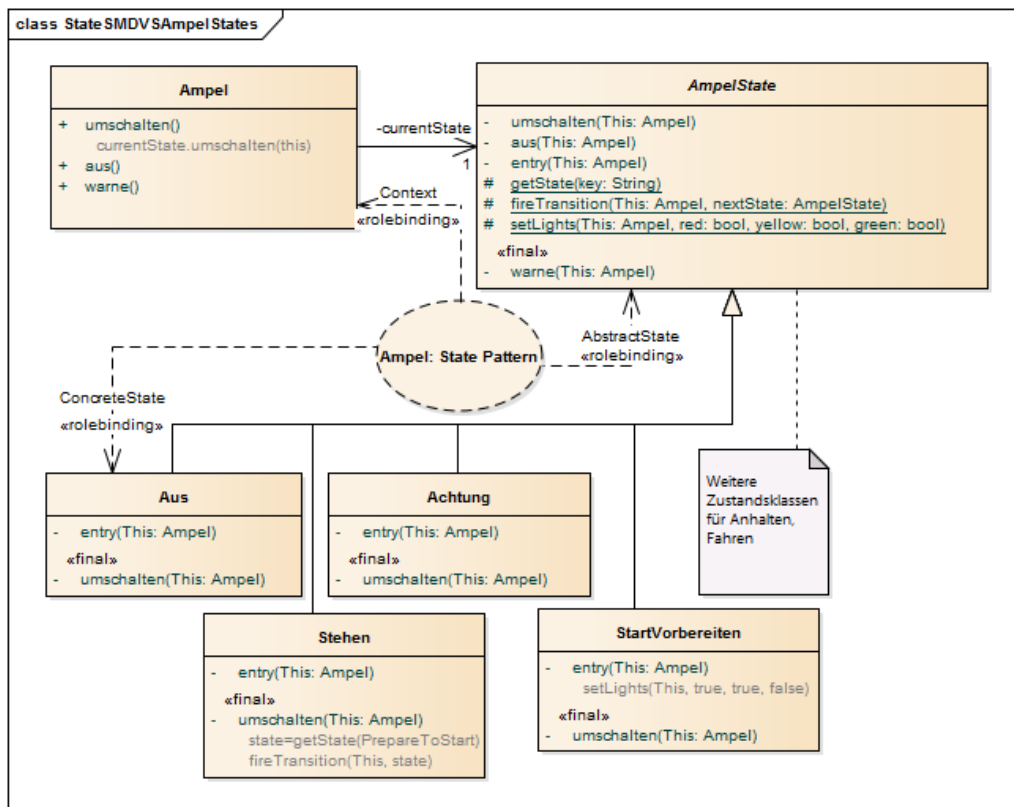 class StateSMDVSAmpelStates
Ampel
+ umschalten()
currentState.umschalten(this)
+ aus()
+ warne()
-currentState
1
AmpelState
- umschalten(This: Ampel)
- aus(This: Ampel)
- entry(This: Ampel)
# getState(key: String)
# fireTransition(This: Ampel, nextState: AmpelState)
# setLights(This: Ampel, red: bool, yellow: bool, green: bool)
«final»
- warne(This: Ampel)
Context
«rolebinding»
Ampel: State Pattern
AbstractState
«rolebinding»
ConcreteState
«rolebinding»
Aus
- entry(This: Ampel)
«final»
- umschalten(This: Ampel)
Achtung
- entry(This: Ampel)
«final»
- umschalten(This: Ampel)
Weitere
Zustandsklassen
für Anhalten,
Fahren
Stehen
- entry(This: Ampel)
«final»
- umschalten(This: Ampel)
state=getState(PrepareToStart)
fireTransition(This, state)
StartVorbereiten
- entry(This: Ampel)
setLights(This, true, true, false)
«final»
- umschalten(This: Ampel)